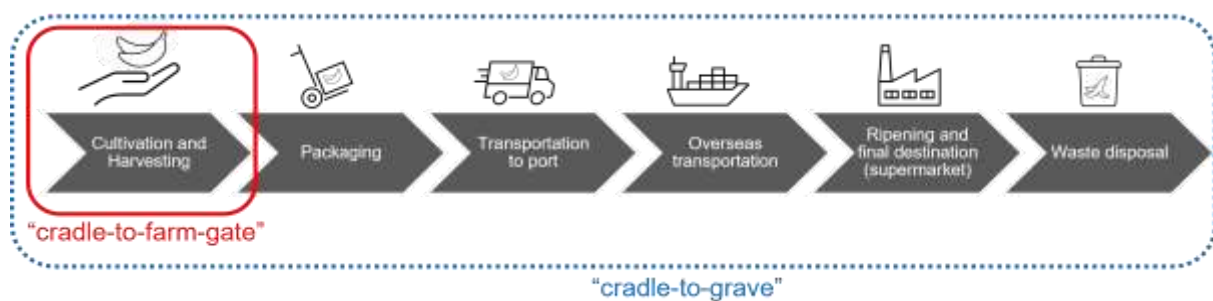 Cultivation and
Harvesting
Packaging
Transportation
to port
Overseas
transportation
Ripening and
final destination
(supermarket)
Waste disposal
“cradle-to-farm-gate”
“cradle-to-grave”